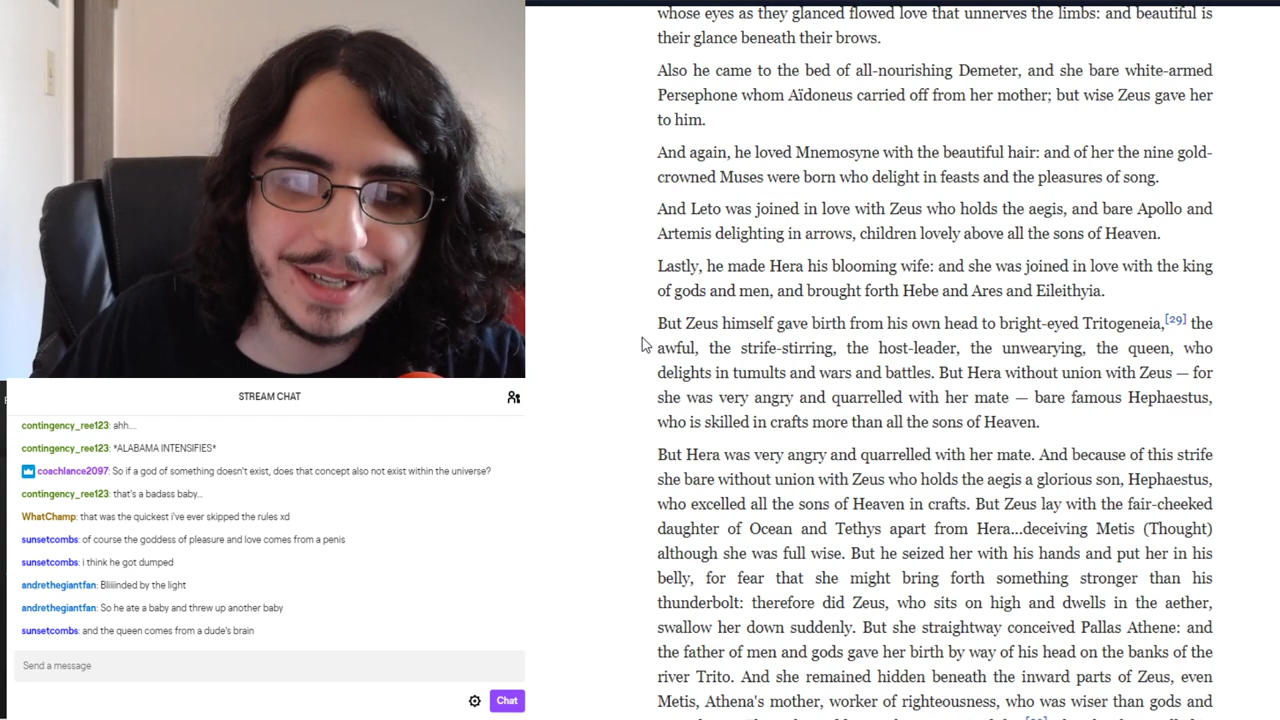 whose eyes as they glanced flowed love that unnerves the limbs: and beautiful is
their glance beneath their brows.
Also he came to the bed of all-nourishing Demeter, and she bare white-armed
Persephone whom Aïdoneus carried off from her mother; but wise Zeus gave her
to him.
And again, he loved Mnemosyne with the beautiful hair: and of her the nine gold-
crowned Muses were born who delight in feasts and the pleasures of song.
And Leto was joined in love with Zeus who holds the aegis, and bare Apollo and
Artemis delighting in arrows, children lovely above all the sons of Heaven.
Lastly, he made Hera his blooming wife: and she was joined in love with the king
of gods and men, and brought forth Hebe and Ares and Eileithyia.
But Zeus himself gave birth from his own head to bright-eyed Tritogeneia,[29] the
awful, the strife-stirring, the host-leader, the unwearying, the queen, who
delights in tumults and wars and battles. But Hera without union with Zeus — for
she was very angry and quarrelled with her mate — bare famous Hephaestus,
who is skilled in crafts more than all the sons of Heaven.
But Hera was very angry and quarrelled with her mate. And because of this strife
she bare without union with Zeus who holds the aegis a glorious son, Hephaestus,
who excelled all the sons of Heaven in crafts. But Zeus lay with the fair-cheeked
daughter of Ocean and Tethys apart from Hera...deceiving Metis (Thought)
although she was full wise. But he seized her with his hands and put her in his
belly, for fear that she might bring forth something stronger than his
thunderbolt: therefore did Zeus, who sits on high and dwells in the aether,
swallow her down suddenly. But she straightway conceived Pallas Athene: and
the father of men and gods gave her birth by way of his head on the banks of the
river Trito. And she remained hidden beneath the inward parts of Zeus, even
Metis, Athena's mother, worker of righteousness, who was wiser than gods and
STREAM CHAT
contingency_ree123: ahh....
contingency_ree123: *ALABAMA INTENSIFIES*
coachlance2097: So if a god of something doesn't exist, does that concept also not exist within the universe?
contingency_ree123: that's a badass baby...
WhatChamp: that was the quickest i've ever skipped the rules xd
sunsetcombs: of course the goddess of pleasure and love comes from a penis
sunsetcombs: i think he got dumped
andrethegiantfan: Bliiiinded by the light
andrethegiantfan: So he ate a baby and threw up another baby
sunsetcombs: and the queen comes from a dude's brain
Send a message
Chat